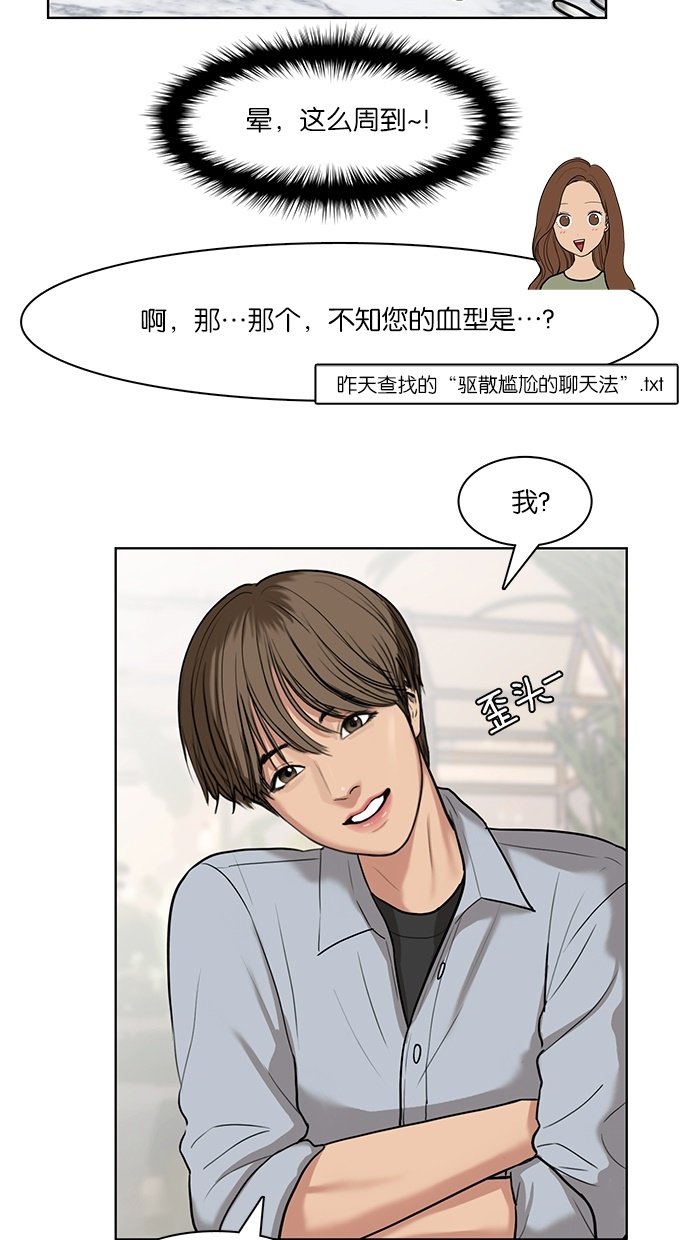 晕，这么周到~!
啊，那…那个，不知您的血型是…?
昨天查找的“驱散尴尬的聊天法”.txt
我?
歪头~